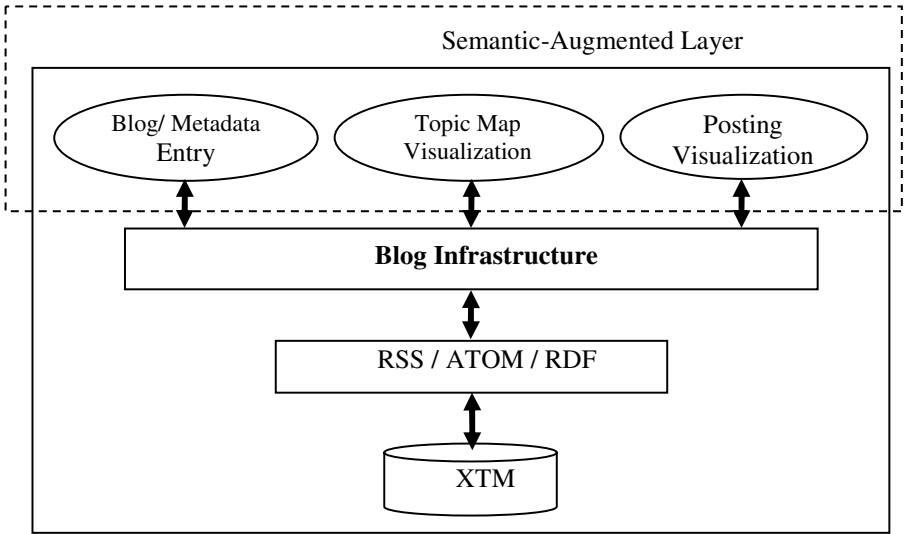 Semantic-Augmented Layer
Blog/ Metadata
Entry
Topic Map
Visualization
Posting
Visualization
Blog Infrastructure
RSS / ATOM / RDF
XTM